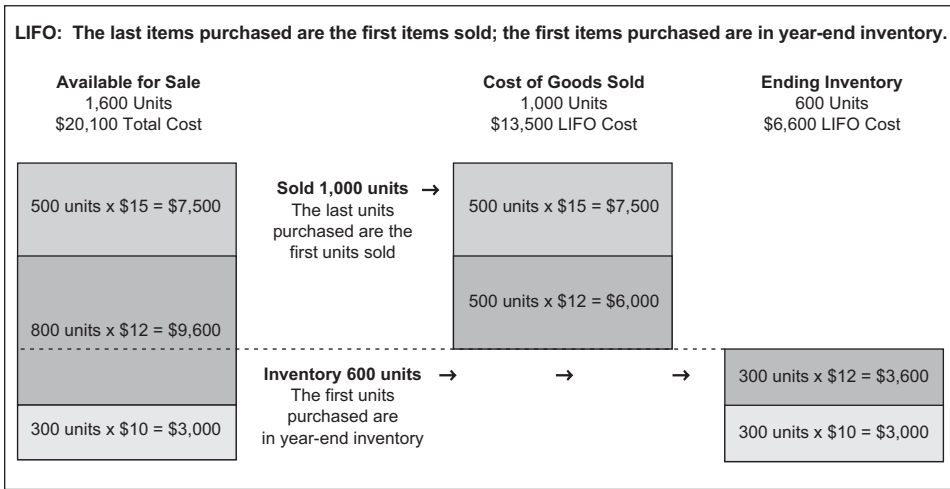 LIFO: The last items purchased are the first items sold; the first items purchased are in year-end inventory.
Available for Sale
1,600 Units
$20,100 Total Cost
Cost of Goods Sold
1,000 Units
$13,500 LIFO Cost
Ending Inventory
600 Units
$6,600 LIFO Cost
500 units x $15 = $7,500
800 units x $12 = $9,600
300 units x $10 = $3,000
Sold 1,000 units →
The last units
purchased are the
first units sold
500 units x $15 = $7,500
500 units x $12 = $6,000
Inventory 600 units → → →
The first units
purchased are
in year-end inventory
300 units x $12 = $3,600
300 units x $10 = $3,000